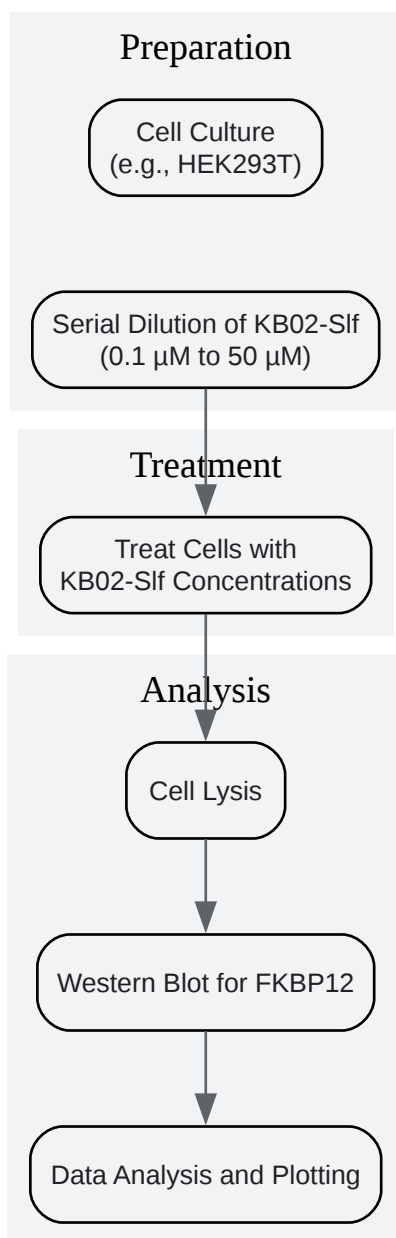 Preparation
Cell Culture
(e.g., HEK293T)
Serial Dilution of KB02-Slf
(0.1 µM to 50 µM)
Treatment
Treat Cells with
KB02-Slf Concentrations
Analysis
Cell Lysis
Western Blot for FKBP12
Data Analysis and Plotting